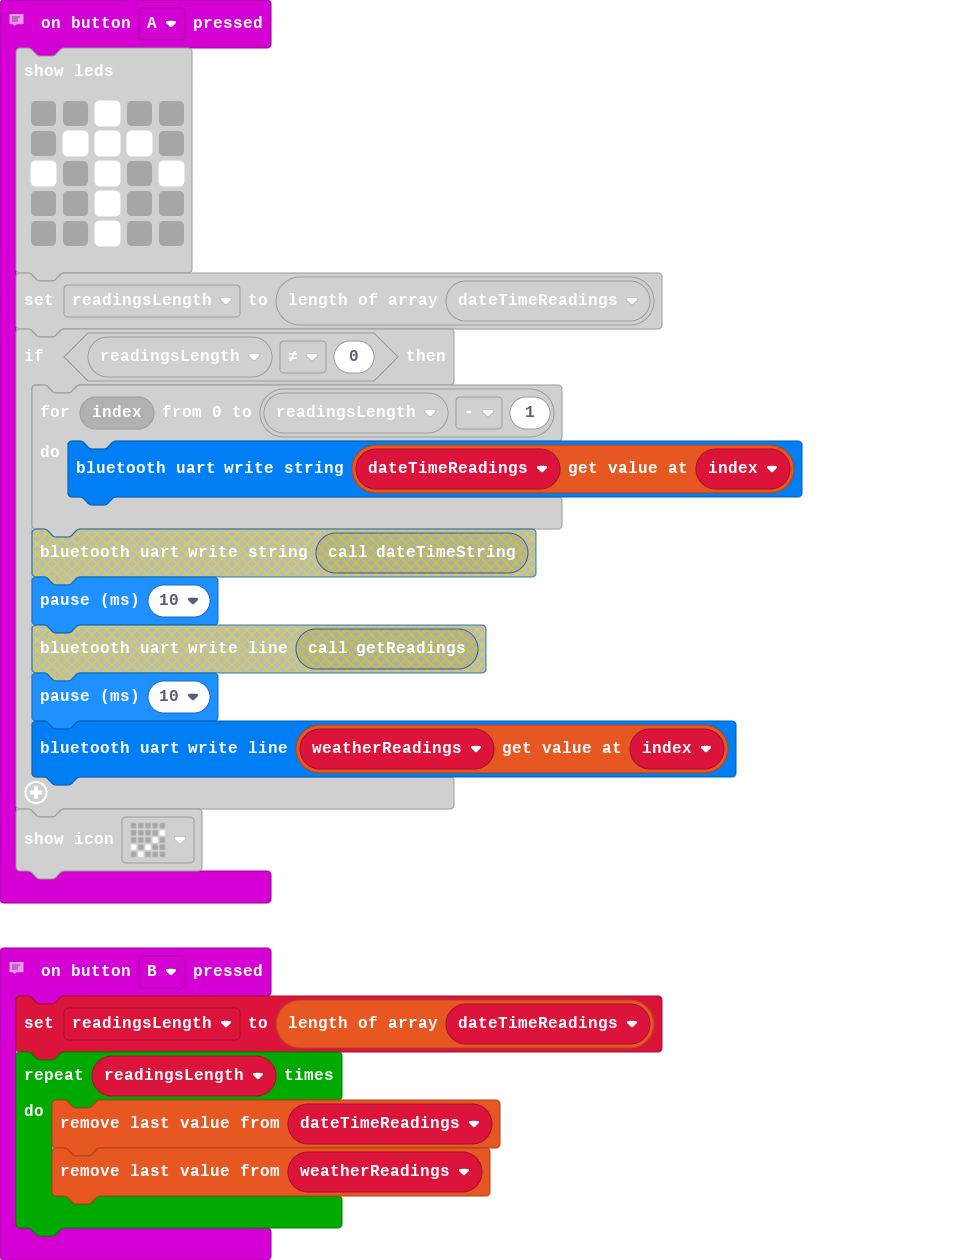 on button A pressed
show leds
set readingsLength to length of array dateTimeReadings
if readingsLength ≠ 0 then
for index from 0 to readingsLength - 1
do
bluetooth uart write string dateTimeReadings get value at index
bluetooth uart write string call dateTimeString
pause (ms) 10
bluetooth uart write line call getReadings
pause (ms) 10
bluetooth uart write line weatherReadings get value at index
show icon
on button B pressed
set readingsLength to length of array dateTimeReadings
repeat readingsLength times
do
remove last value from dateTimeReadings
remove last value from weatherReadings